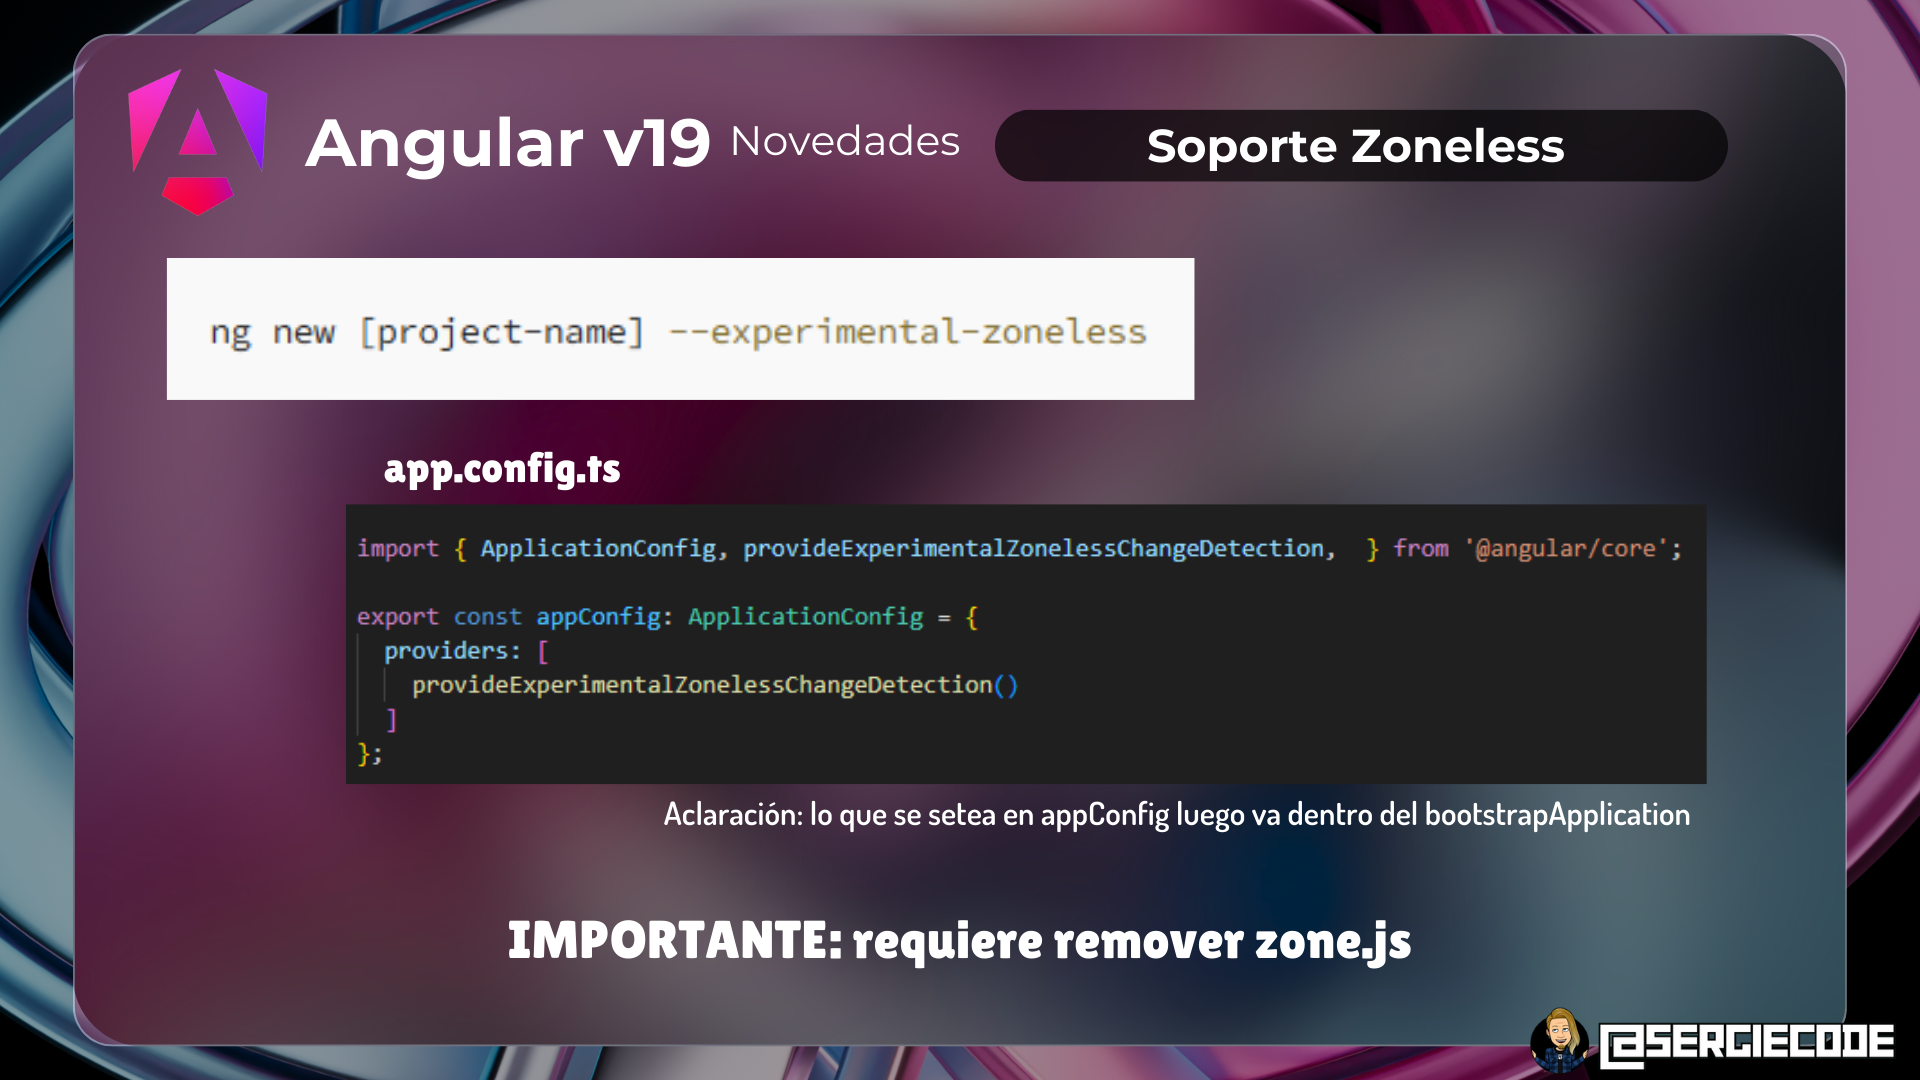 Angular v19 Novedades
Soporte Zoneless
ng new [project-name] --experimental-zoneless
app.config.ts
import { ApplicationConfig, provideExperimentalZonelessChangeDetection,  } from '@angular/core';
export const appConfig: ApplicationConfig = {
  providers: [
    provideExperimentalZonelessChangeDetection()
  ]
};
Aclaración: lo que se setea en appConfig luego va dentro del bootstrapApplication
IMPORTANTE: requiere remover zone.js
@SERGIECODE